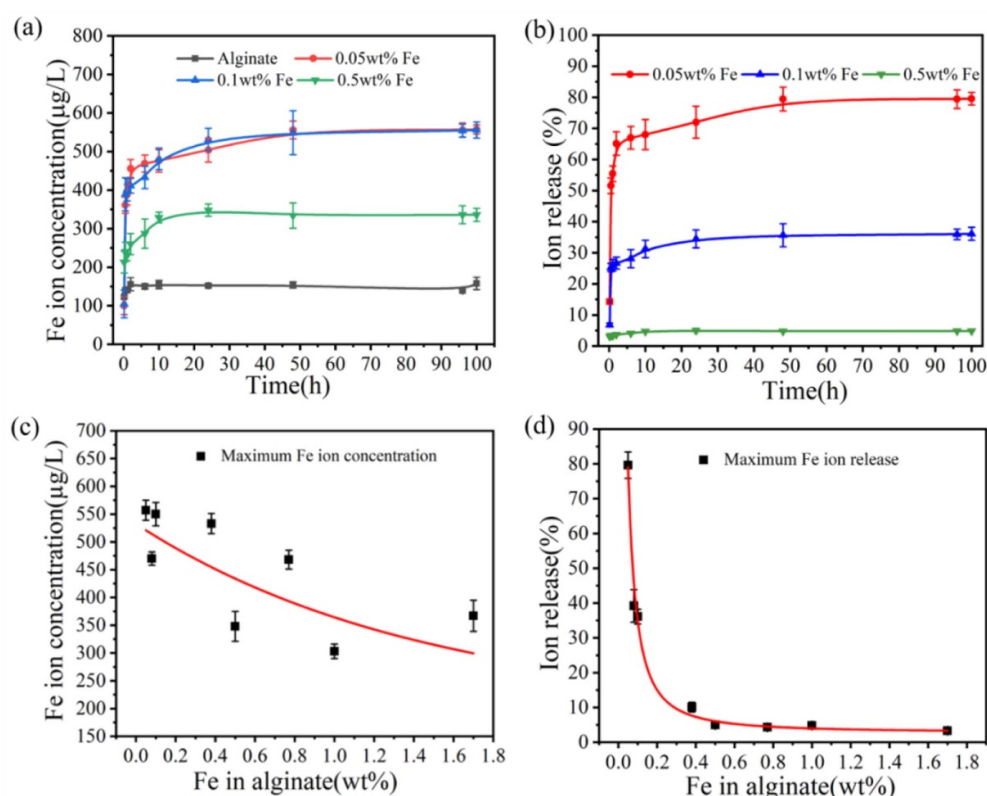 (a)
Fe ion concentration(µg/L)
800
700
600
500
400
300
200
100
0
Alginate
0.05wt% Fe
0.1wt% Fe
0.5wt% Fe
0 10 20 30 40 50 60 70 80 90 100
Time(h)
(b)
Ion release (%)
100
90
80
70
60
50
40
30
20
10
0
0.05wt% Fe
0.1wt% Fe
0.5wt% Fe
0 10 20 30 40 50 60 70 80 90 100
Time(h)
(c)
Fe ion concentration(µg/L)
700
650
600
550
500
450
400
350
300
250
200
150
Maximum Fe ion concentration
0.0 0.2 0.4 0.6 0.8 1.0 1.2 1.4 1.6 1.8
Fe in alginate(wt%)
(d)
Ion release(%)
90
80
70
60
50
40
30
20
10
0
Maximum Fe ion release
0.0 0.2 0.4 0.6 0.8 1.0 1.2 1.4 1.6 1.8
Fe in alginate(wt%)